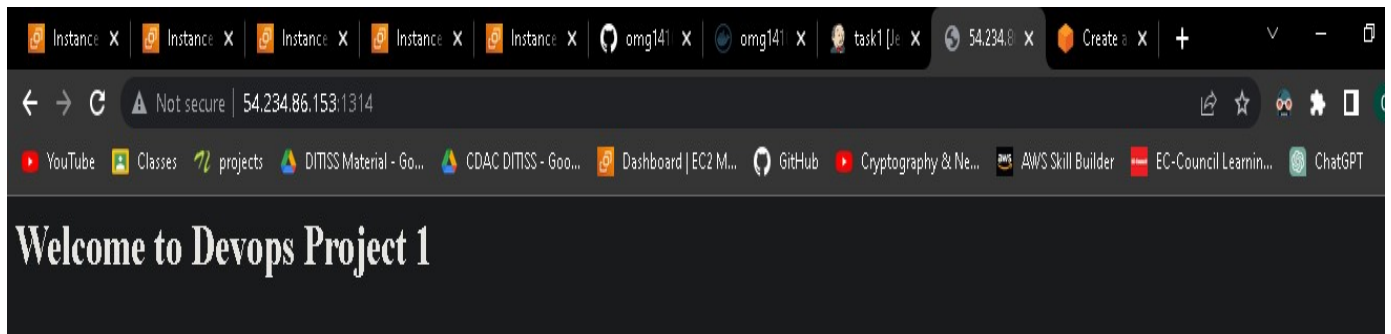 Instance Instance Instance Instance Instance omg141 omg141 task1 [Je 54.234.8 Create a
Not secure 54.234.86.153:1314
YouTube Classes projects DITISS Material - Go... CDAC DITISS - Goo... Dashboard | EC2 M... GitHub Cryptography & Ne... aws AWS Skill Builder EC-Council Learnin... ChatGPT
Welcome to Devops Project 1